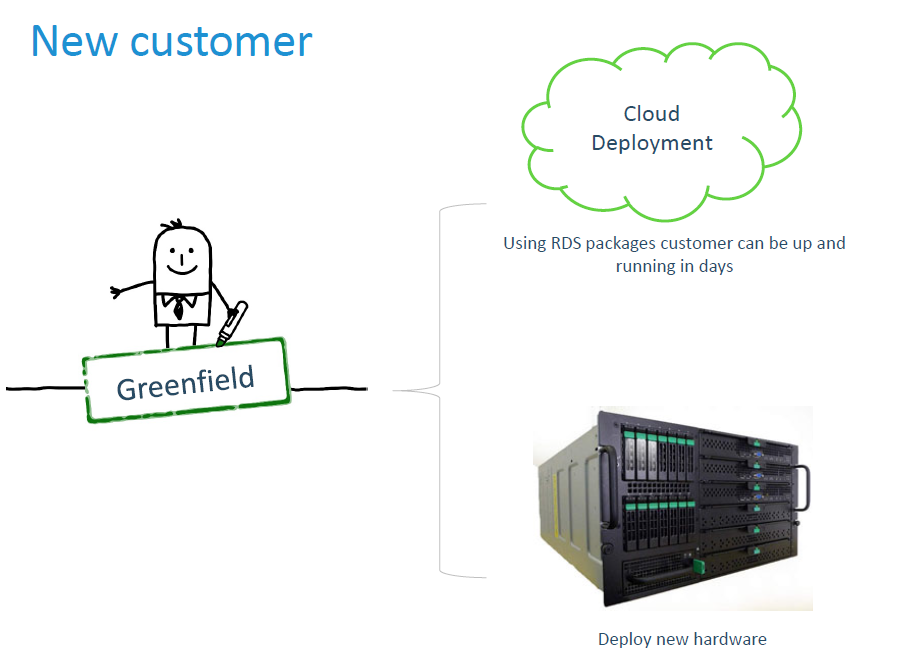 New customer
Cloud
Deployment
Using RDS packages customer can be up and
running in days
Greenfield
Deploy new hardware